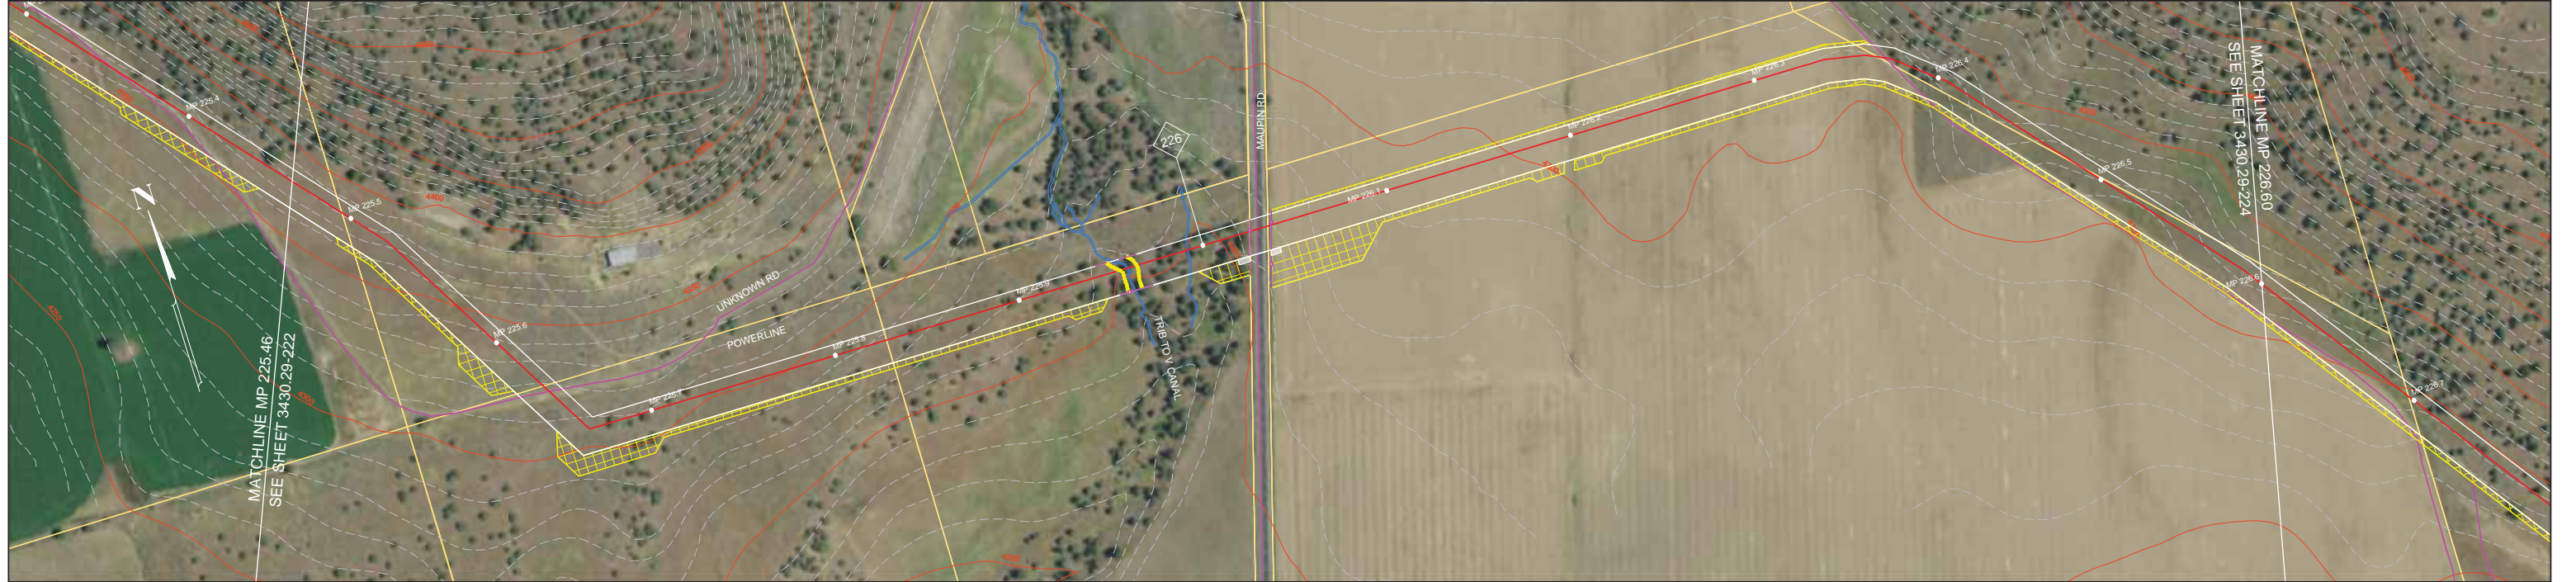 MP 225.4
MP 225.5
MP 225.6
MP 225.7
MP 225.8
MP 225.9
226
MP 226.1
MP 226.2
MP 226.3
MP 226.4
MP 226.5
MP 226.6
MP 226.7
N
MATCHLINE MP 225.46
SEE SHEET 3430.29-222
MATCHLINE MP 226.60
SEE SHEET 3430.29-224
UNKNOWN RD
POWERLINE
TRIB TO V CANAL
MAUPIN RD
4400
4250
4300